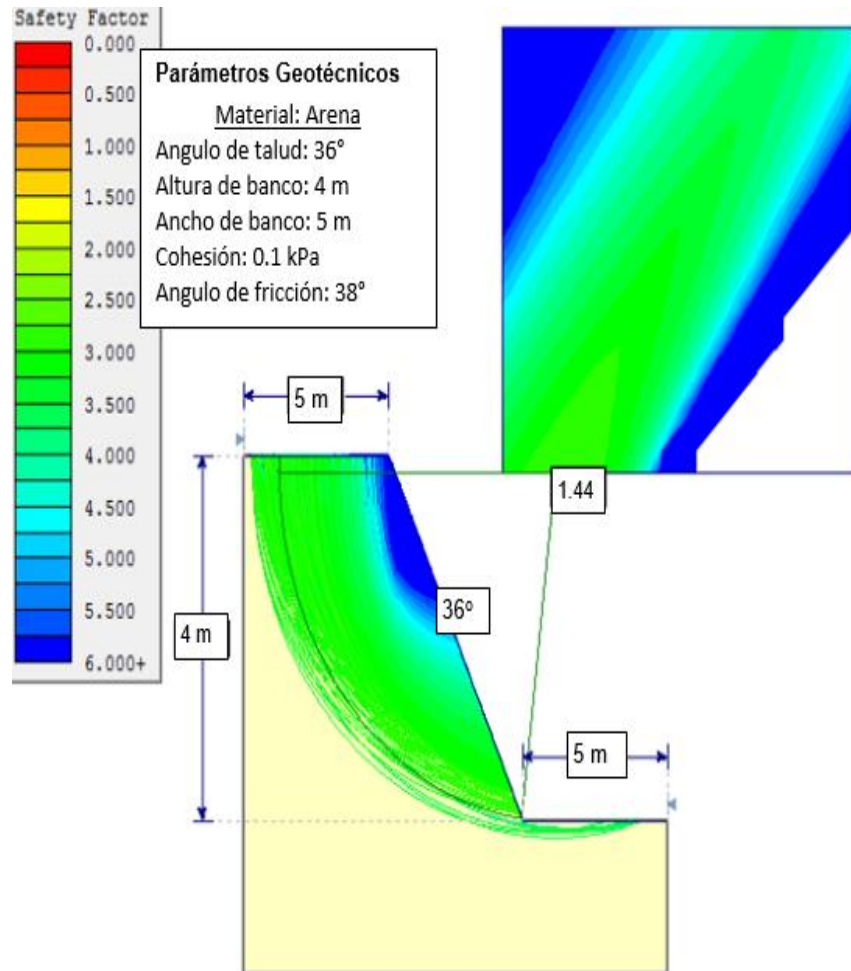 Safety Factor
0.000
0.500
1.000
1.500
2.000
2.500
3.000
3.500
4.000
4.500
5.000
5.500
6.000+
Parámetros Geotécnicos
Material: Arena
Angulo de talud: 36°
Altura de banco: 4 m
Ancho de banco: 5 m
Cohesión: 0.1 kPa
Angulo de fricción: 38°
5 m
1.44
36º
4 m
5 m